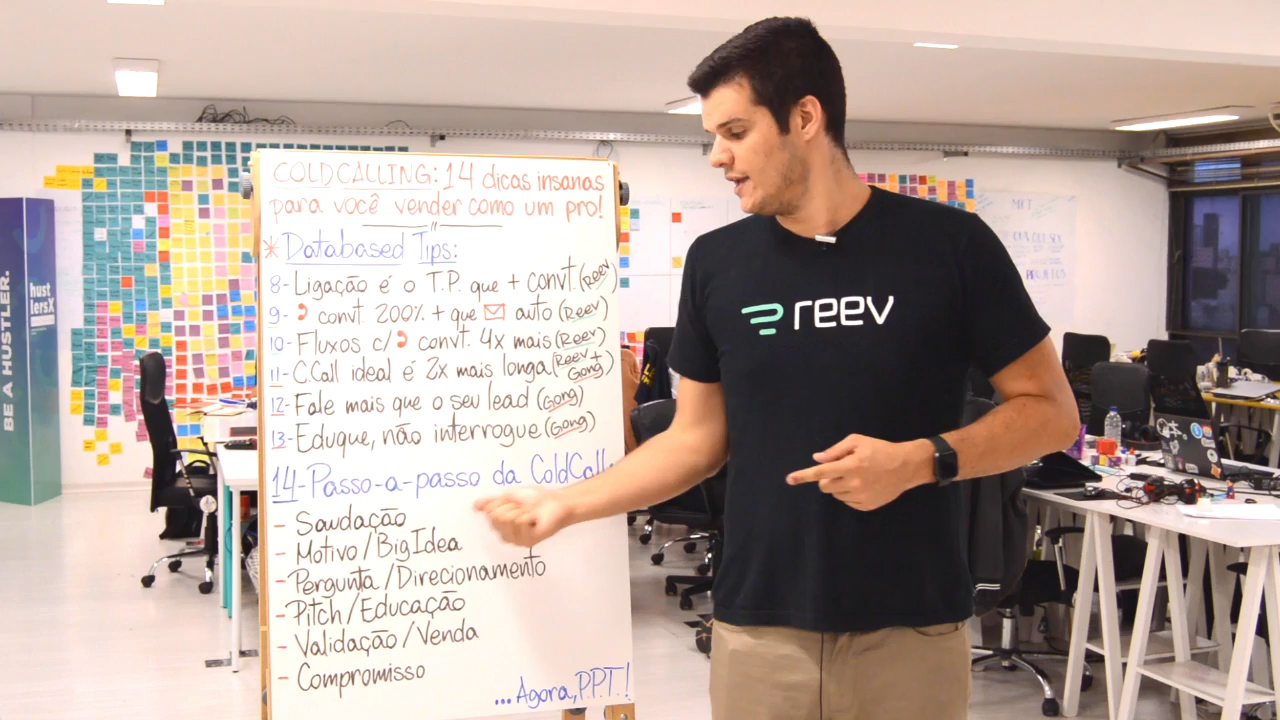 COLDCALLING: 14 dicas insanas
para você vender como um pro!
* Databased Tips:
8- Ligação é o T.P. que + convt. (reev)
9- convt 200% + que auto (Reev)
10- Fluxos c/ convt. 4x mais (Reev)
11- C.Call ideal é 2x mais longa (Reev + Gong)
12- Fale mais que o seu lead (Gong)
13- Eduque, não interrogue (Gong)
14- Passo-a-passo da ColdCall
- Saudação
- Motivo/BigIdea
- Pergunta/Direcionamento
- Pitch/Educação
- Validação/Venda
- Compromisso
...Agora, P.P.T.!
reev
BE A HUSTLER.
hust
lersX
PROJETOS